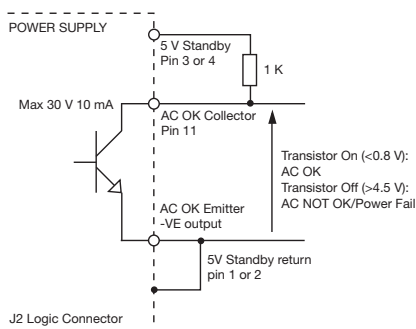 POWER SUPPLY
5 V Standby
Pin 3 or 4
1 K
Max 30 V 10 mA
AC OK Collector
Pin 11
Transistor On (<0.8 V):
AC OK
Transistor Off (>4.5 V):
AC NOT OK/Power Fail
AC OK Emitter
-VE output
5V Standby return
pin 1 or 2
J2 Logic Connector